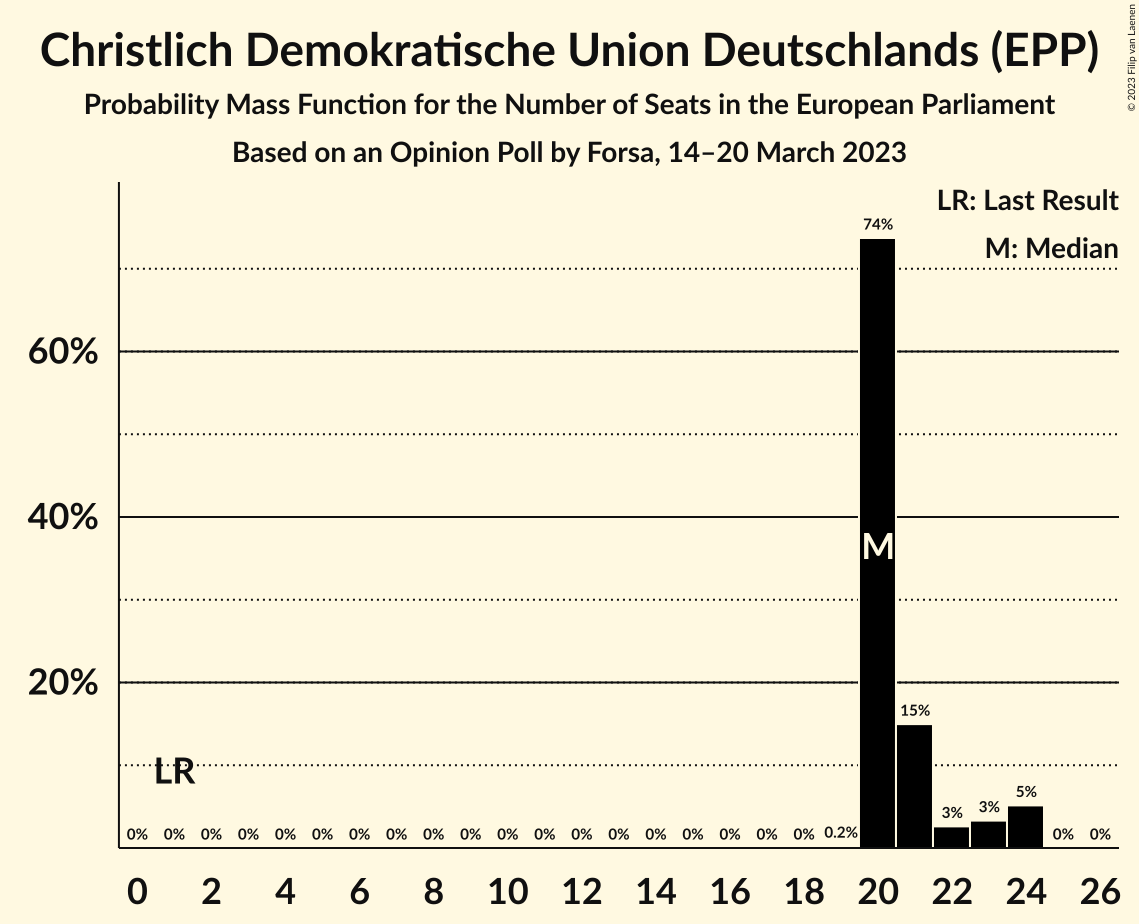 Christlich Demokratische Union Deutschlands (EPP)
Probability Mass Function for the Number of Seats in the European Parliament
Based on an Opinion Poll by Forsa, 14–20 March 2023
© 2023 Filip van Laenen
LR: Last Result
M: Median
74%
60%
40%
M
20%
15%
LR
5%
3% 3%
0% 0% 0% 0% 0% 0% 0% 0% 0% 0% 0% 0% 0% 0% 0% 0% 0% 0% 0% 0.2% 0% 0%
0 2 4 6 8 10 12 14 16 18 20 22 24 26